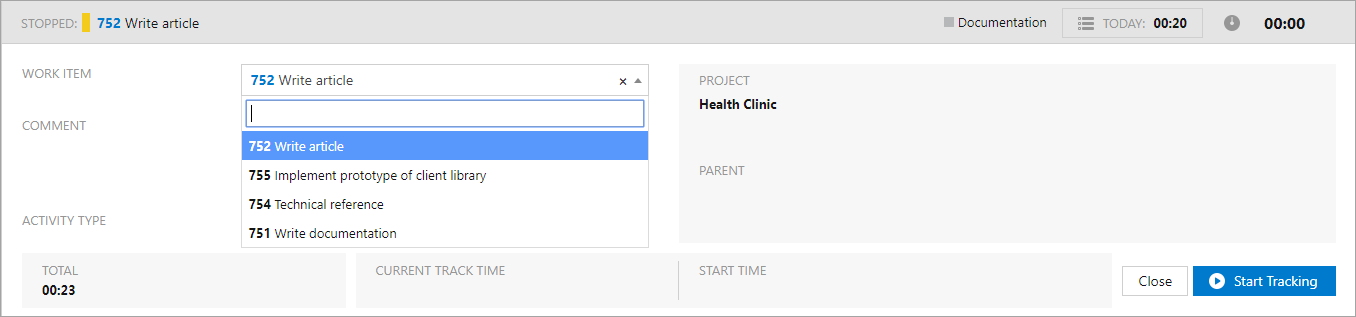 STOPPED: 752 Write article Documentation TODAY: 00:20 00:00
WORK ITEM 752 Write article × PROJECT
Health Clinic
COMMENT
752 Write article
755 Implement prototype of client library PARENT
754 Technical reference
ACTIVITY TYPE
751 Write documentation
TOTAL CURRENT TRACK TIME START TIME
00:23
Close Start Tracking